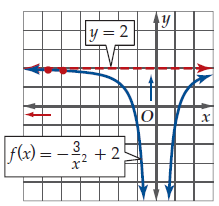 y
y = 2
O
x
f(x) = -3/x² + 2